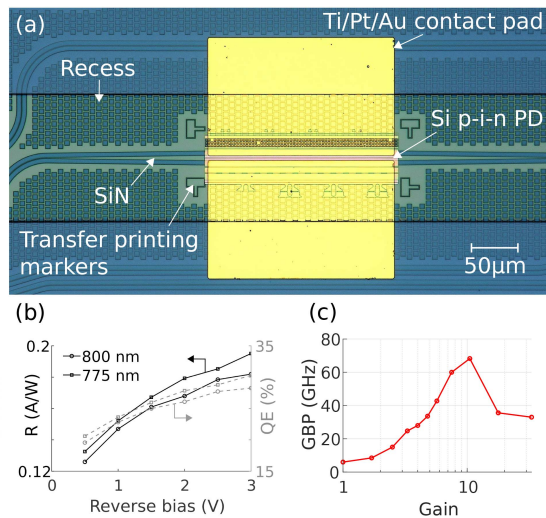 (a)
Ti/Pt/Au contact pad
Recess
Si p-i-n PD
SiN
Transfer printing
markers
50μm
(b)
(c)
0.2
35
80
800 nm
775 nm
60
R (A/W)
QE (%)
GBP (GHz)
40
20
0.12
15
0
0
1
2
3
1
10
Reverse bias (V)
Gain